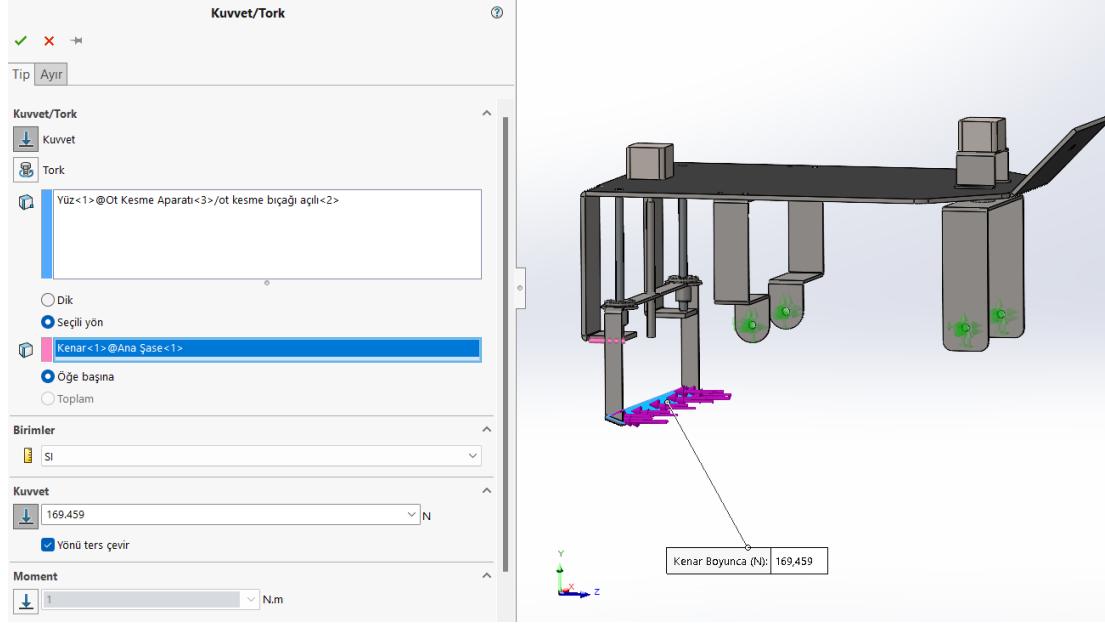 Kuvvet/Tork
Tip
Ayır
Kuvvet/Tork
Kuvvet
Tork
Yüz<1>@Ot Kesme Aparatı<3>/ot kesme bıçağı açılı<2>
Dik
Seçili yön
Kenar<1>@Ana Şase<1>
Öğe başına
Toplam
Birimler
SI
Kuvvet
169.459
N
Yönü ters çevir
Moment
1
N.m
Kenar Boyunca (N): 169,459
Y
X
Z